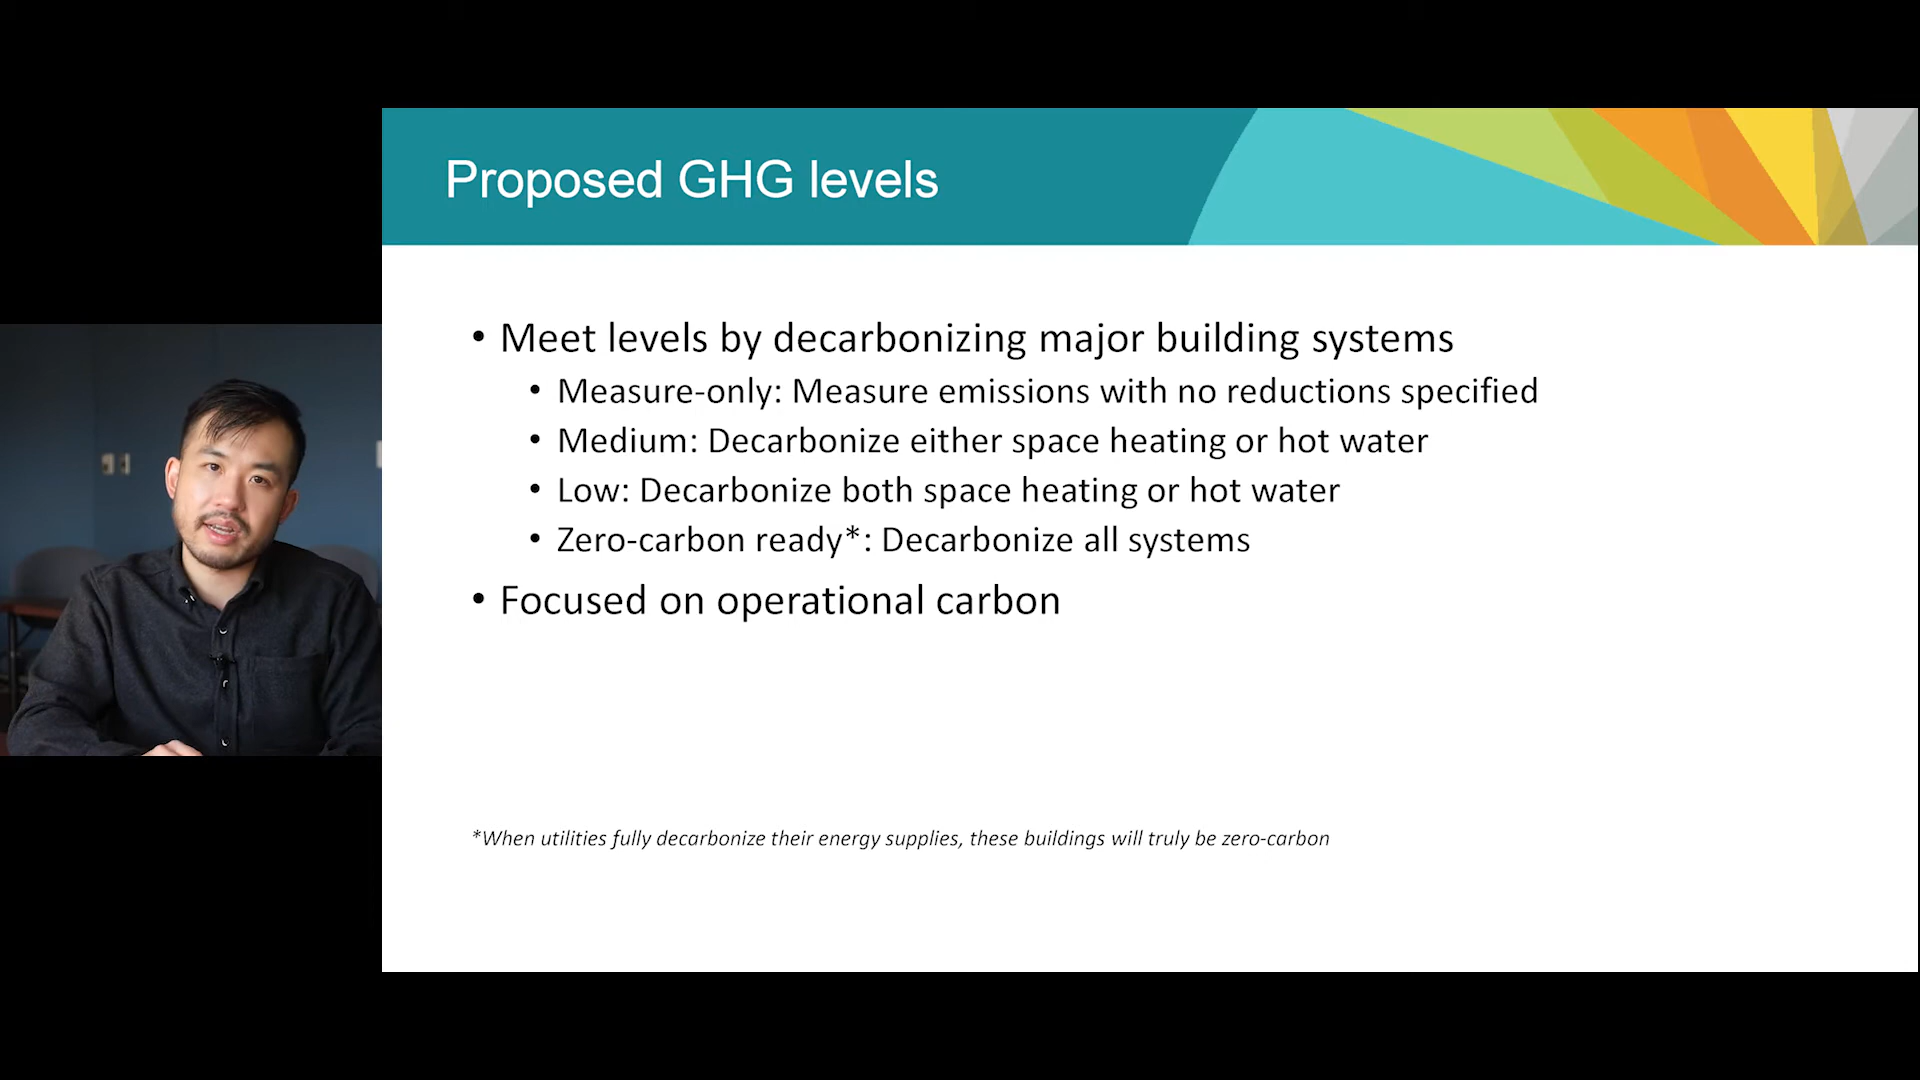 Proposed GHG levels
• Meet levels by decarbonizing major building systems
• Measure-only: Measure emissions with no reductions specified
• Medium: Decarbonize either space heating or hot water
• Low: Decarbonize both space heating or hot water
• Zero-carbon ready*: Decarbonize all systems
• Focused on operational carbon
*When utilities fully decarbonize their energy supplies, these buildings will truly be zero-carbon